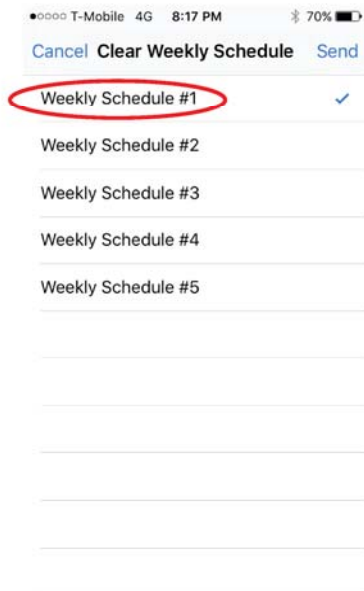 T-Mobile 4G 8:17 PM 70%
Cancel Clear Weekly Schedule Send
Weekly Schedule #1
Weekly Schedule #2
Weekly Schedule #3
Weekly Schedule #4
Weekly Schedule #5